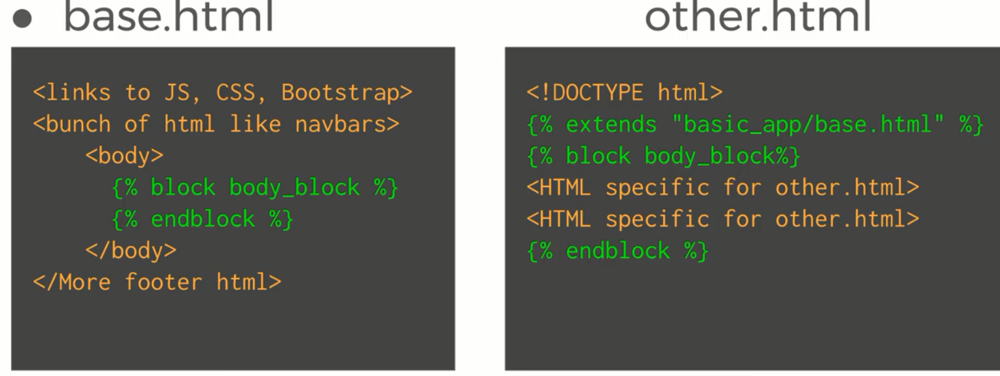 ● base.html
<links to JS, CSS, Bootstrap>
<bunch of html like navbars>
<body>
{% block body_block %}
{% endblock %}
</body>
</More footer html>
other.html
<!DOCTYPE html>
{% extends "basic_app/base.html" %}
{% block body_block%}
<HTML specific for other.html>
<HTML specific for other.html>
{% endblock %}